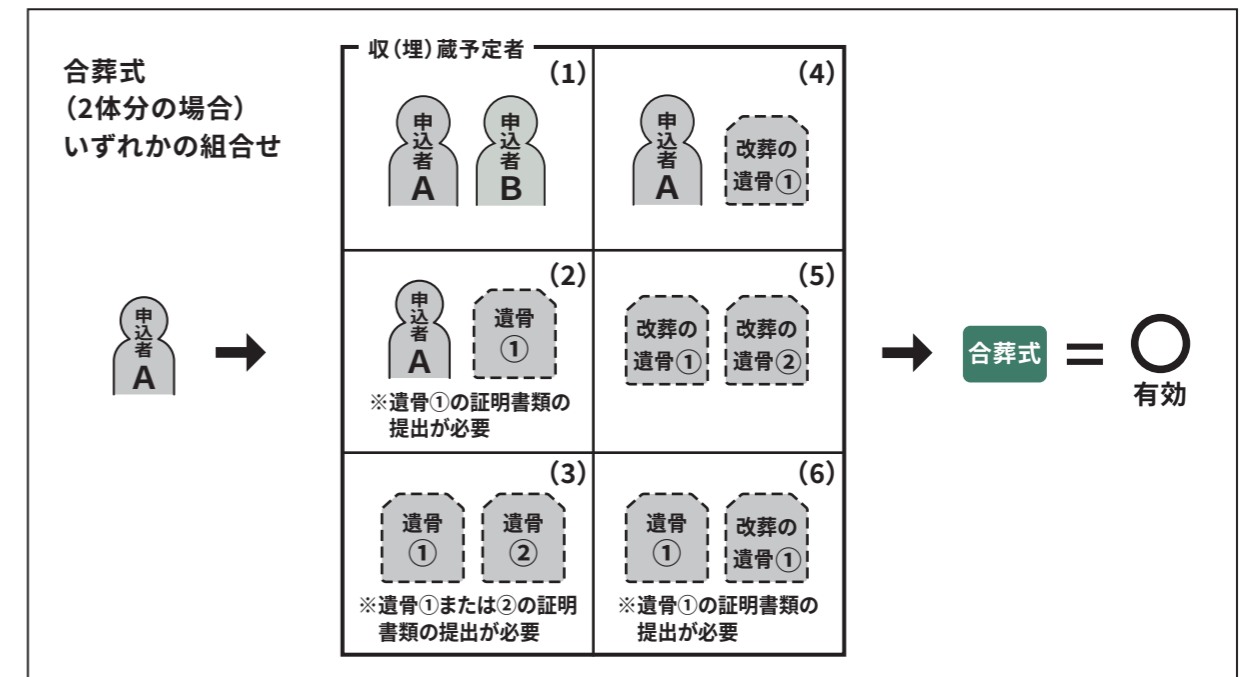 合葬式
（2体分の場合）
いずれかの組合せ
申込者
A
収（埋）蔵予定者
（1）
申込者
A
申込者
B
（2）
申込者
A
遺骨
①
※遺骨①の証明書類の
提出が必要
（3）
遺骨
①
遺骨
②
※遺骨①または②の証明
書類の提出が必要
（4）
申込者
A
改葬の
遺骨①
（5）
改葬の
遺骨①
改葬の
遺骨②
（6）
遺骨
①
改葬の
遺骨①
※遺骨①の証明書類の
提出が必要
合葬式
＝
有効